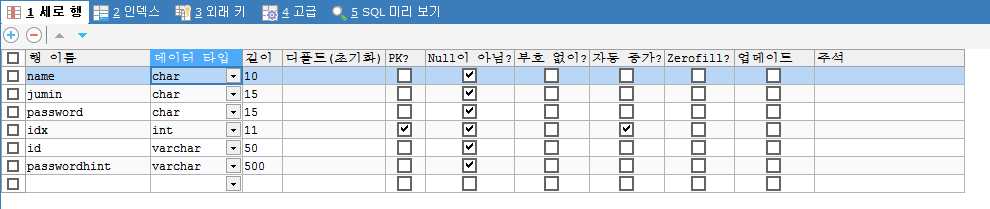 1 세로 행 2 인덱스 3 외래 키 4 고급 5 SQL 미리 보기
행 이름 데이터 타입 길이 디폴트(초기화) PK? Null이 아님? 부호 없이? 자동 증가? Zerofill? 업데이트 주석
name char 10
jumin char 15
password char 15
idx int 11
id varchar 50
passwordhint varchar 500